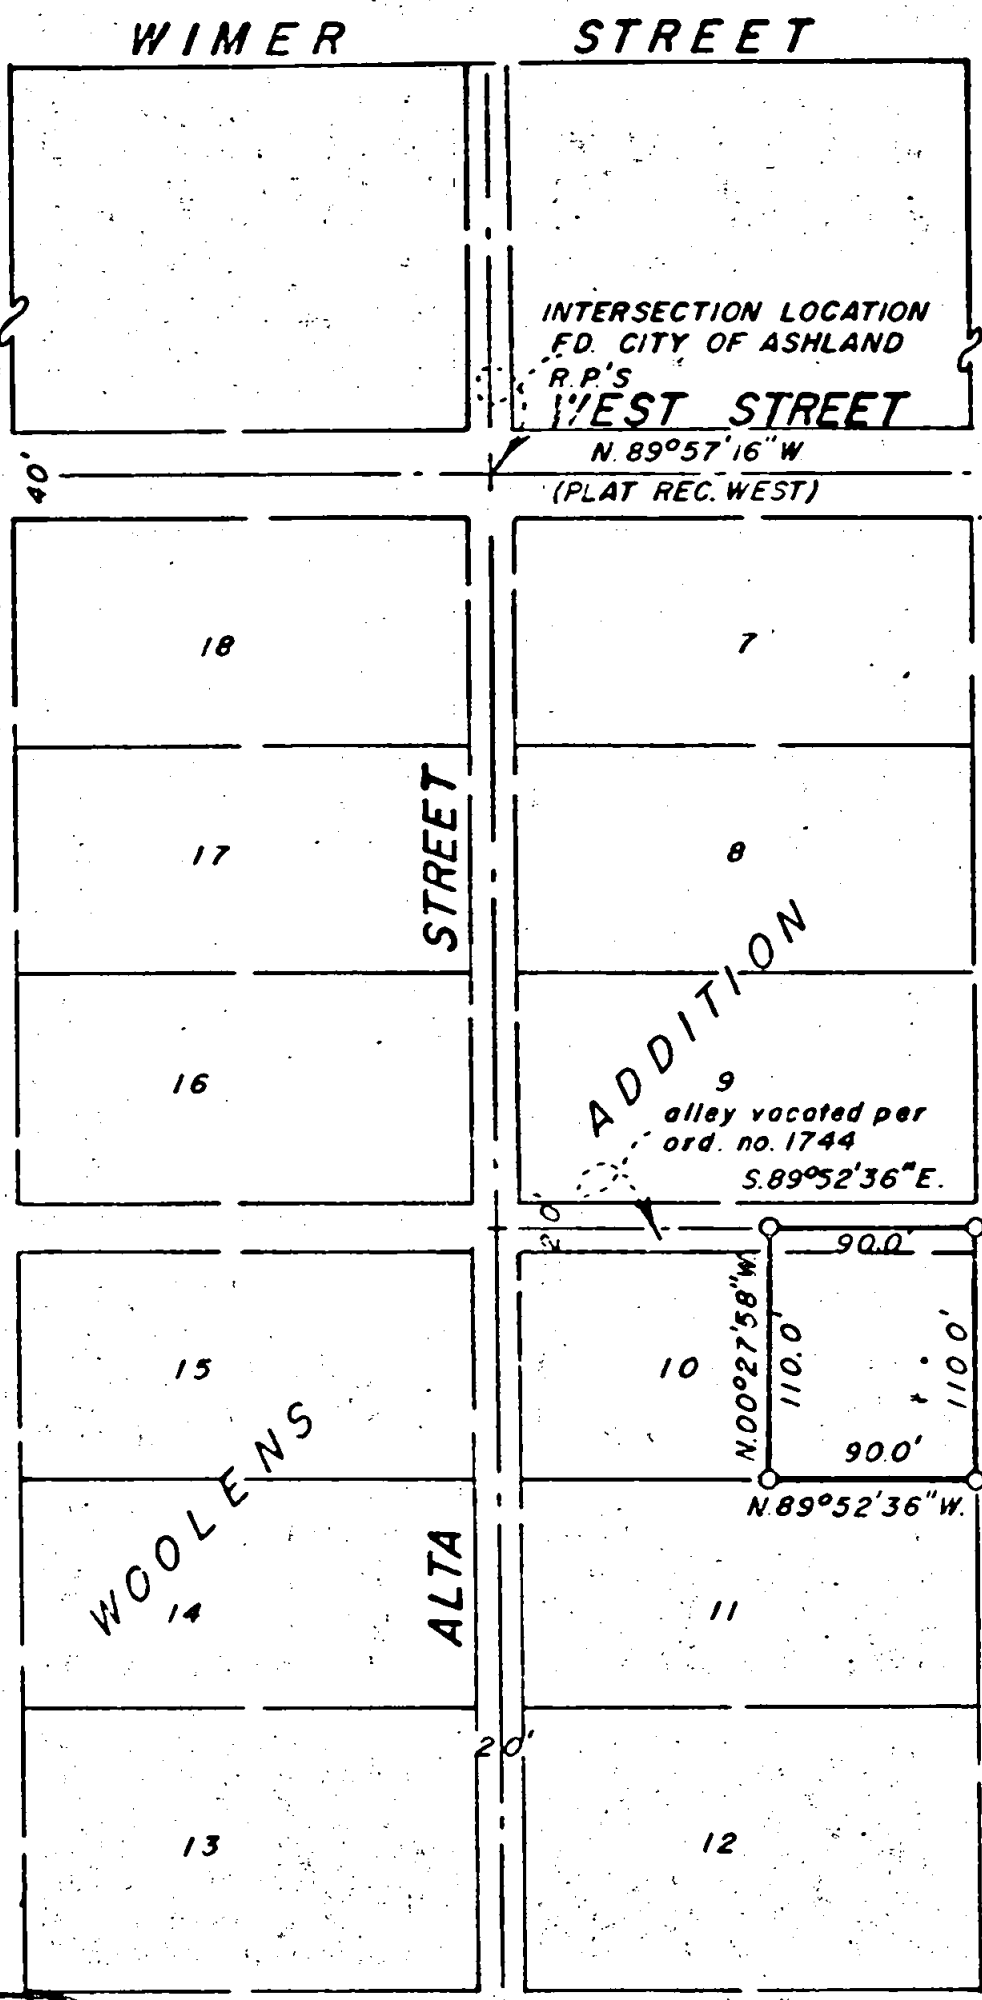 WIMER STREET
INTERSECTION LOCATION
FD. CITY OF ASHLAND
R.P.'S
WEST STREET
N. 89°57'16" W
40'
(PLAT REC. WEST)
18
7
STREET
17
8
ADDITION
16
9
alley vacated per
ord. no. 1744
S.89°52'36"E.
20'
90.0'
N.00°27'58"W.
110.0'
110.0'
15
10
90.0'
N.89°52'36"W.
WOOLENS
14
ALTA
11
20'
13
12